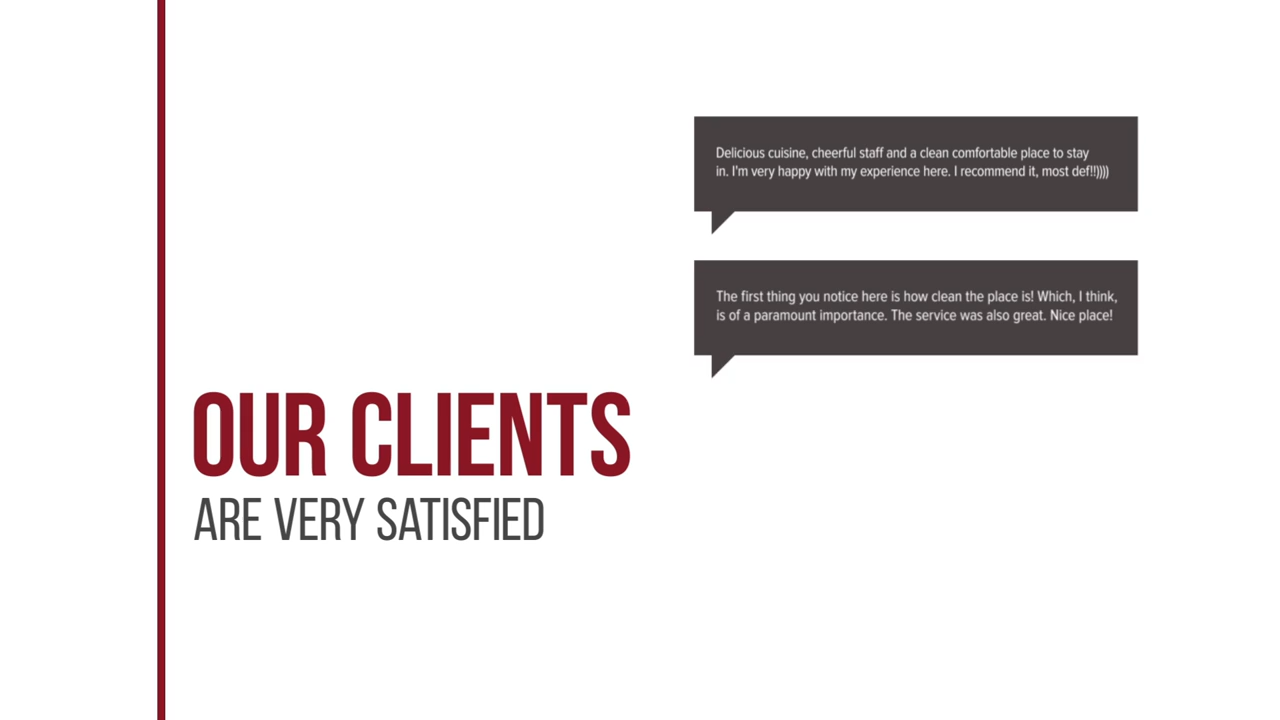 Delicious cuisine, cheerful staff and a clean comfortable place to stay
in. I'm very happy with my experience here. I recommend it, most def!!))))
The first thing you notice here is how clean the place is! Which, I think,
is of a paramount importance. The service was also great. Nice place!
OUR CLIENTS
ARE VERY SATISFIED